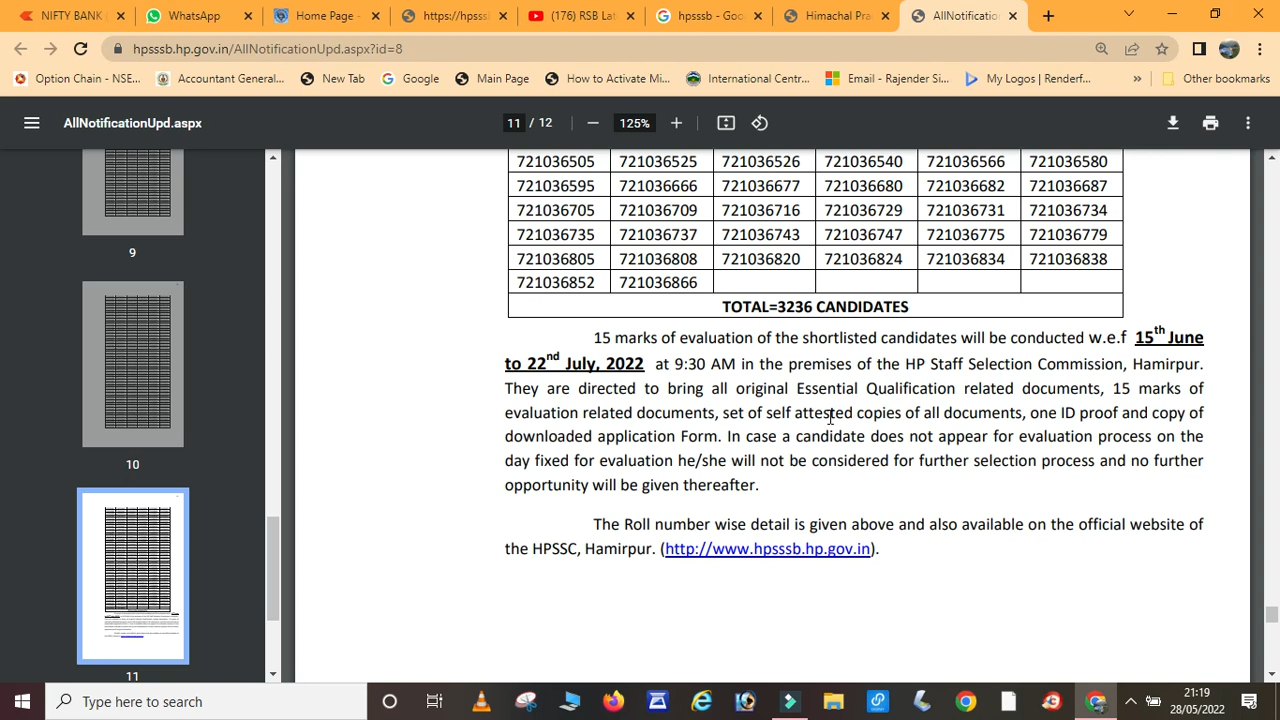 NIFTY BANK (
WhatsApp
Home Page -
https://hpsssl
(176) RSB La
hpsssb - Goo
Himachal Pra
AllNotificatio
hpsssb.hp.gov.in/AllNotificationUpd.aspx?id=8
Option Chain - NSE...
Accountant General...
New Tab
Google
Main Page
How to Activate Mi...
International Centr...
Email - Rajender Si...
My Logos | Renderf...
»
Other bookmarks
AllNotificationUpd.aspx
11 / 12
125%
9
10
11
721036505 721036525 721036526 721036540 721036566 721036580
721036595 721036666 721036677 721036680 721036682 721036687
721036705 721036709 721036716 721036729 721036731 721036734
721036735 721036737 721036743 721036747 721036775 721036779
721036805 721036808 721036820 721036824 721036834 721036838
721036852 721036866
TOTAL=3236 CANDIDATES
15 marks of evaluation of the shortlisted candidates will be conducted w.e.f 15th June
to 22nd July, 2022 at 9:30 AM in the premises of the HP Staff Selection Commission, Hamirpur.
They are directed to bring all original Essential Qualification related documents, 15 marks of
evaluation related documents, set of self attested copies of all documents, one ID proof and copy of
downloaded application Form. In case a candidate does not appear for evaluation process on the
day fixed for evaluation he/she will not be considered for further selection process and no further
opportunity will be given thereafter.
The Roll number wise detail is given above and also available on the official website of
the HPSSC, Hamirpur. (http://www.hpsssb.hp.gov.in).
Type here to search
21:19
28/05/2022